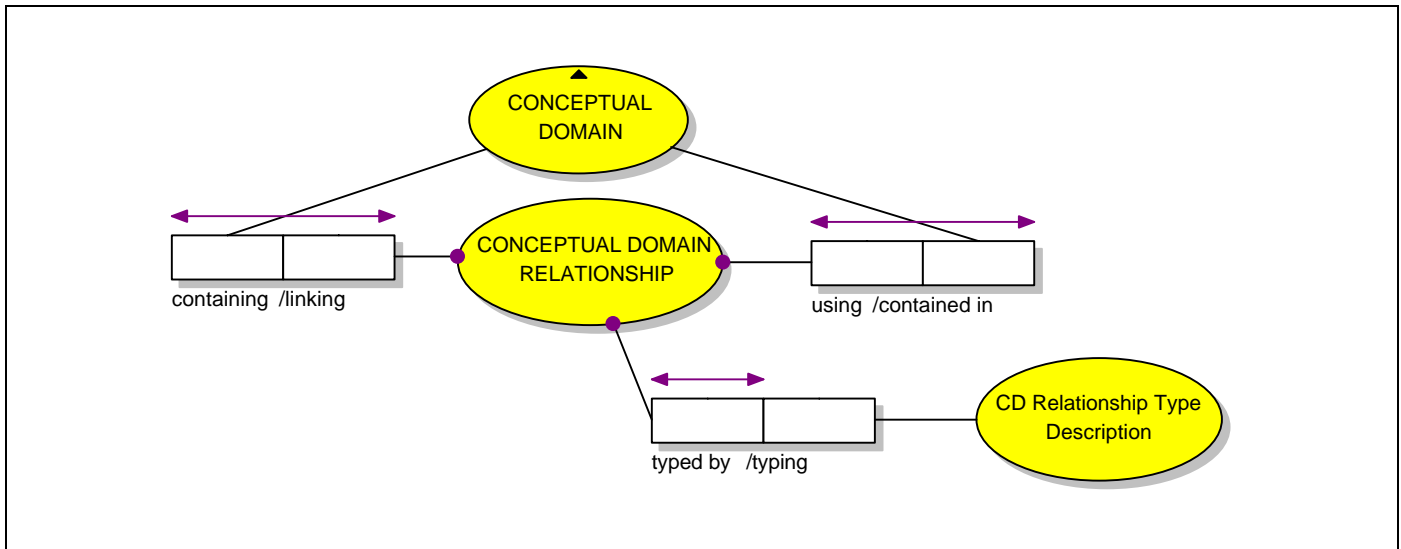 CONCEPTUAL
DOMAIN
CONCEPTUAL DOMAIN
RELATIONSHIP
containing /linking
using /contained in
CD Relationship Type
Description
typed by /typing